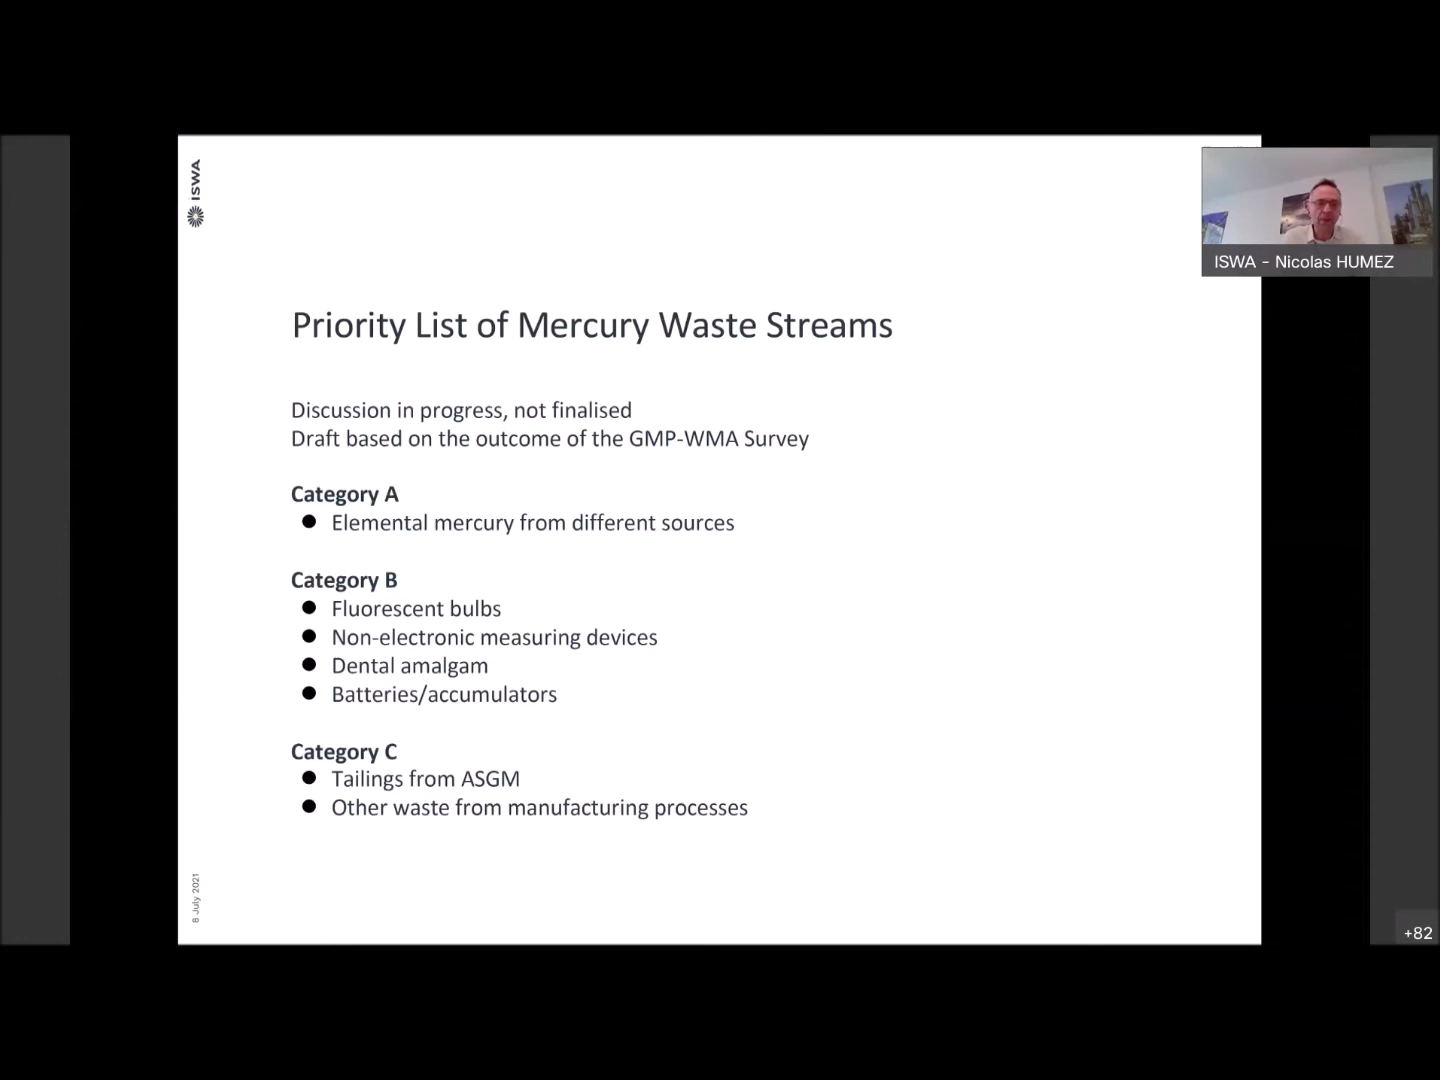 ISWA
ISWA - Nicolas HUMEZ
Priority List of Mercury Waste Streams
Discussion in progress, not finalised
Draft based on the outcome of the GMP-WMA Survey
Category A
● Elemental mercury from different sources
Category B
● Fluorescent bulbs
● Non-electronic measuring devices
● Dental amalgam
● Batteries/accumulators
Category C
● Tailings from ASGM
● Other waste from manufacturing processes
8 July 2021
+82